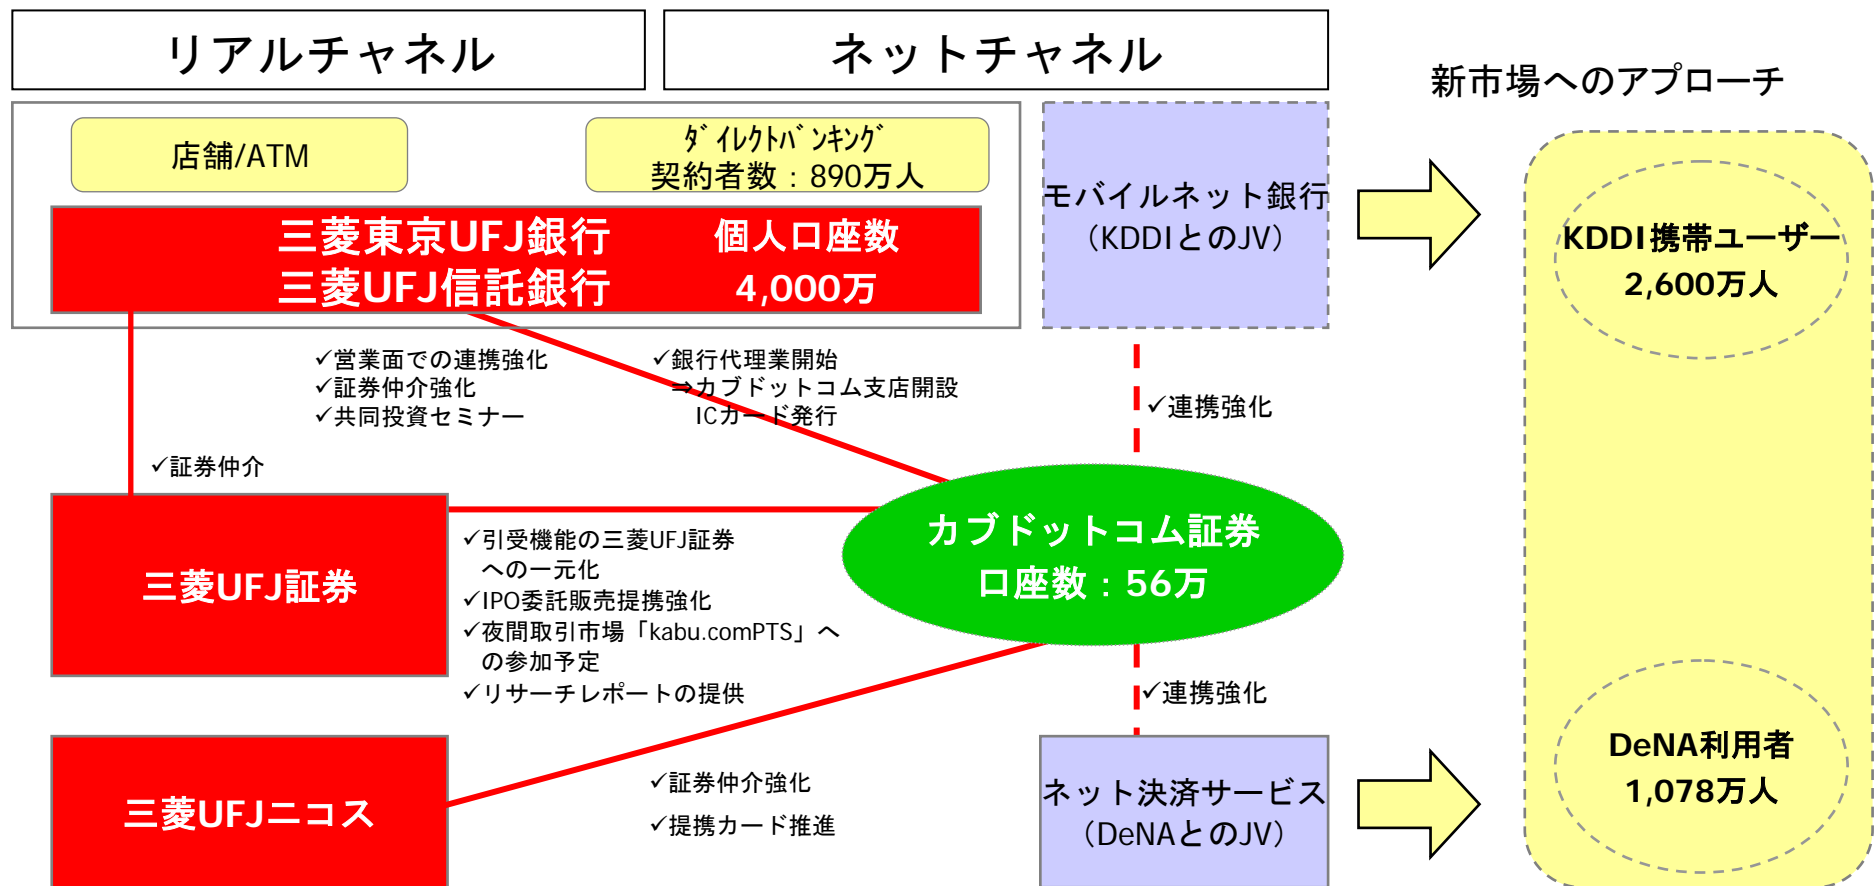 リアルチャネル
ネットチャネル
新市場へのアプローチ
店舗/ATM
ﾀﾞｲﾚｸﾄﾊﾞﾝｷﾝｸﾞ
契約者数：890万人
三菱東京UFJ銀行 個人口座数
三菱UFJ信託銀行 4,000万
モバイルネット銀行
（KDDIとのJV）
KDDI携帯ユーザー
2,600万人
✓営業面での連携強化
✓証券仲介強化
✓共同投資セミナー
✓銀行代理業開始
⇒カブドットコム支店開設
ICカード発行
✓連携強化
✓証券仲介
三菱UFJ証券
✓引受機能の三菱UFJ証券
への一元化
✓IPO委託販売提携強化
✓夜間取引市場「kabu.comPTS」へ
の参加予定
✓リサーチレポートの提供
カブドットコム証券
口座数：56万
✓連携強化
三菱UFJニコス
✓証券仲介強化
✓提携カード推進
ネット決済サービス
（DeNAとのJV）
DeNA利用者
1,078万人